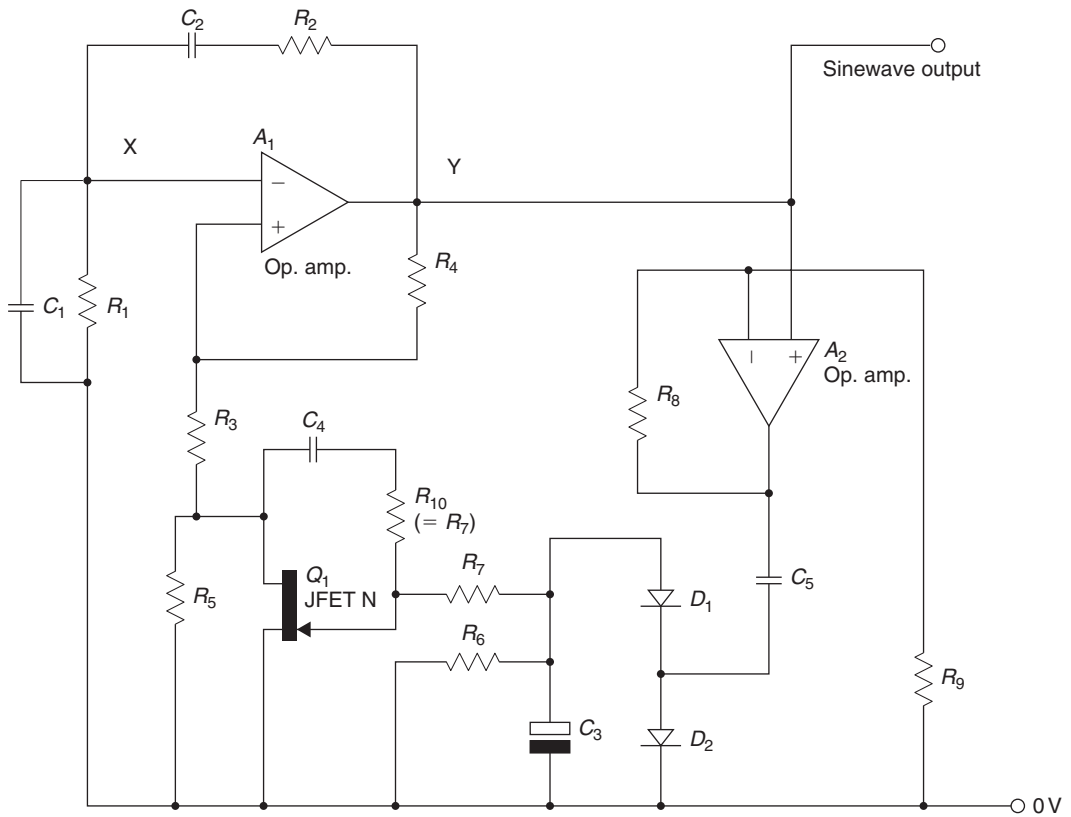 C2
R2
Sinewave output
X
A1
Y
−
+
Op. amp.
R4
C1
R1
−
+
A2
Op. amp.
R8
R3
C4
R10
(= R7)
R7
Q1
JFET N
R5
C5
D1
R6
R9
C3
D2
0 V